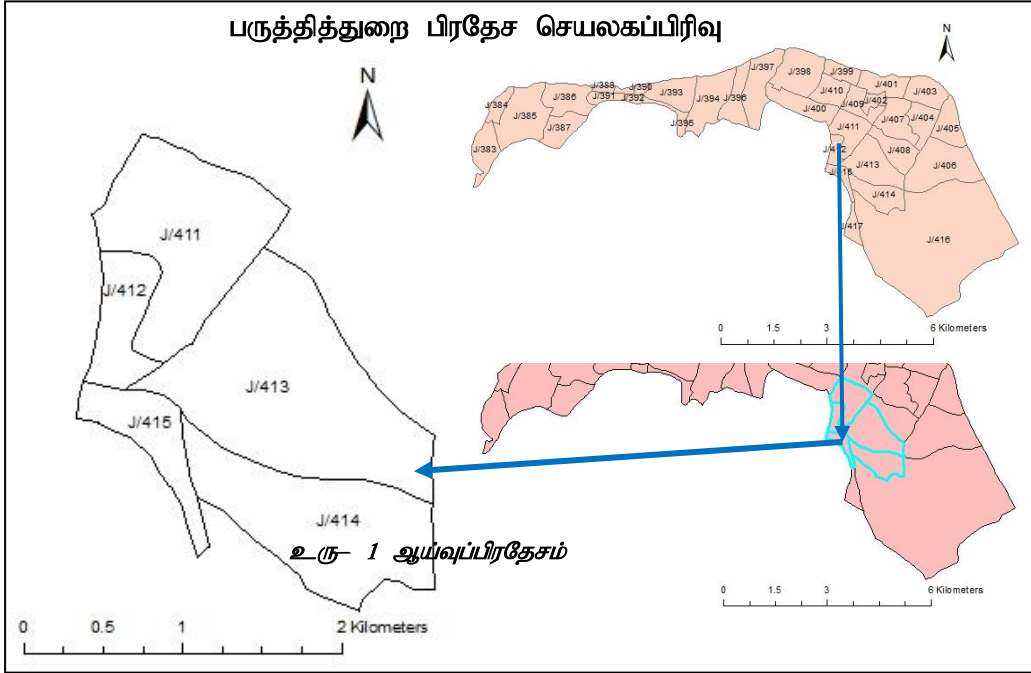 பருத்தித்துறை பிரதேச செயலகப்பிரிவு
N
J/411
J/412
J/413
J/415
J/414
உரு- 1 ஆய்வுப்பிரதேசம்
0 0.5 1 2 Kilometers
N
J/397
J/398
J/399
J/388
J/390
J/401
J/384
J/386
J/391
J/392
J/393
J/394
J/396
J/410
J/402
J/403
J/385
J/400
J/409
J/404
J/387
J/395
J/411
J/407
J/405
J/383
J/412
J/408
J/413
J/406
J/415
J/414
J/417
J/416
0 1.5 3 6 Kilometers
0 1.5 3 6 Kilometers